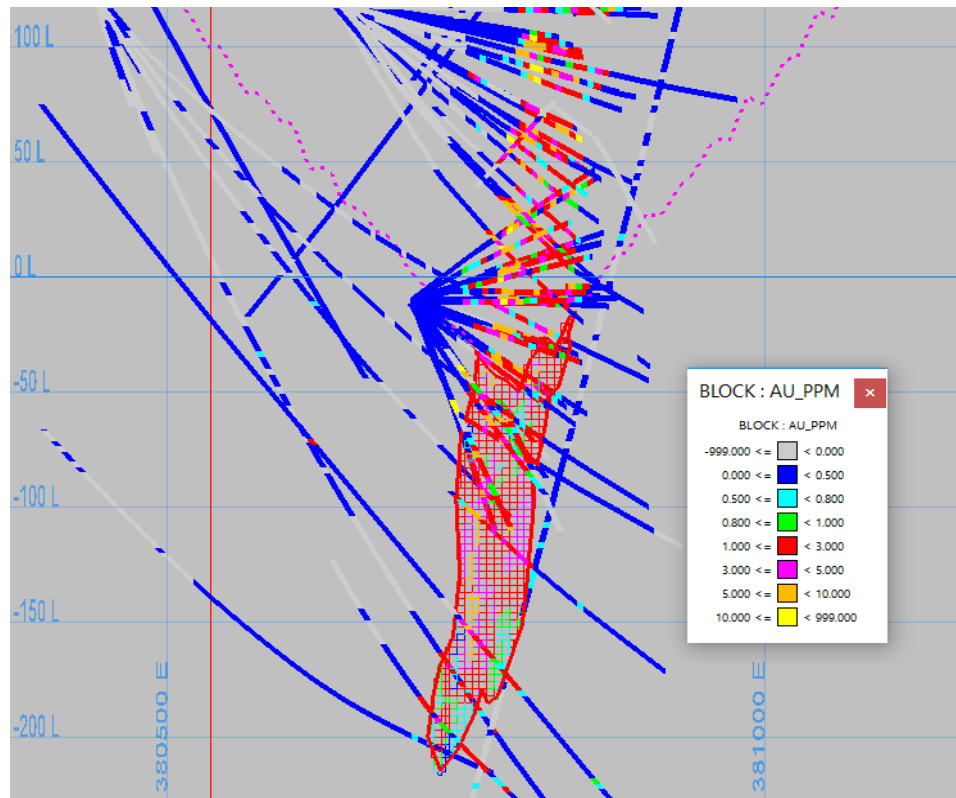 100 L
50 L
0 L
-50 L
-100 L
-150 L
-200 L
380500 E
381000 E
BLOCK : AU_PPM
BLOCK : AU_PPM
-999.000 <= < 0.000
0.000 <= < 0.500
0.500 <= < 0.800
0.800 <= < 1.000
1.000 <= < 3.000
3.000 <= < 5.000
5.000 <= < 10.000
10.000 <= < 999.000